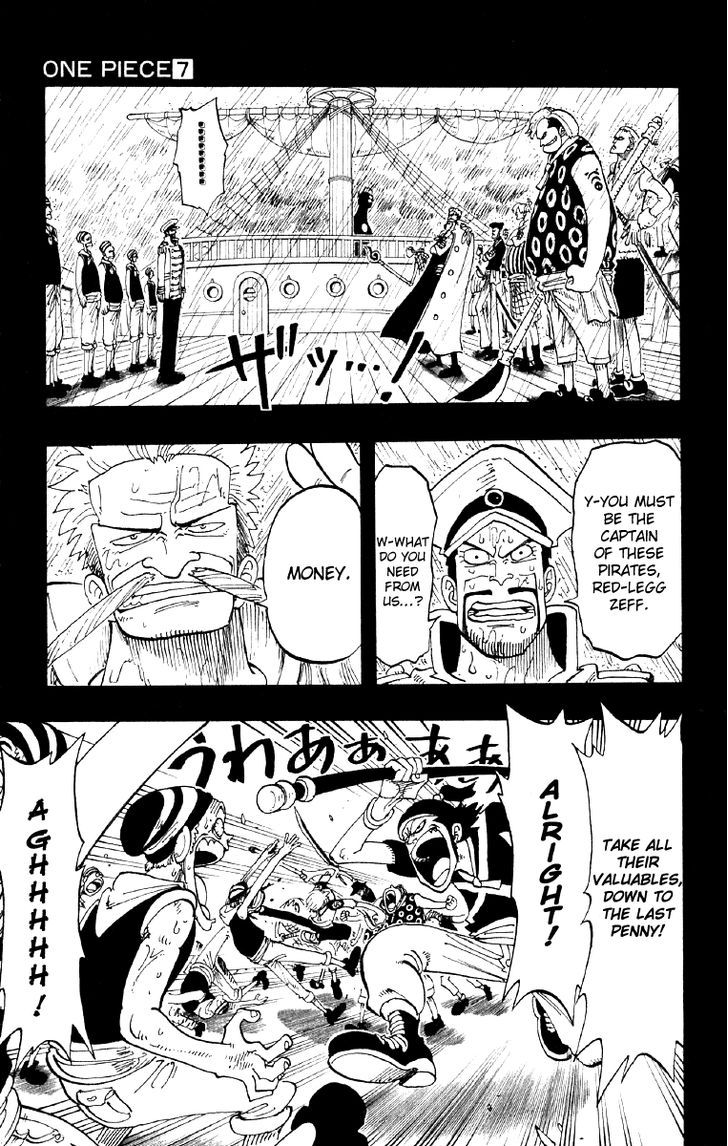 ONE PIECE 7
ザッ…!
Y-YOU MUST
BE THE
CAPTAIN
OF THESE
PIRATES,
RED-LEGG
ZEFF.
W-WHAT
DO YOU
NEED
FROM
US...?
MONEY.
TAKE ALL
THEIR
VALUABLES,
DOWN TO
THE LAST
PENNY!
ALRIGHT!
うわあぁああ
AGHHHHHH!